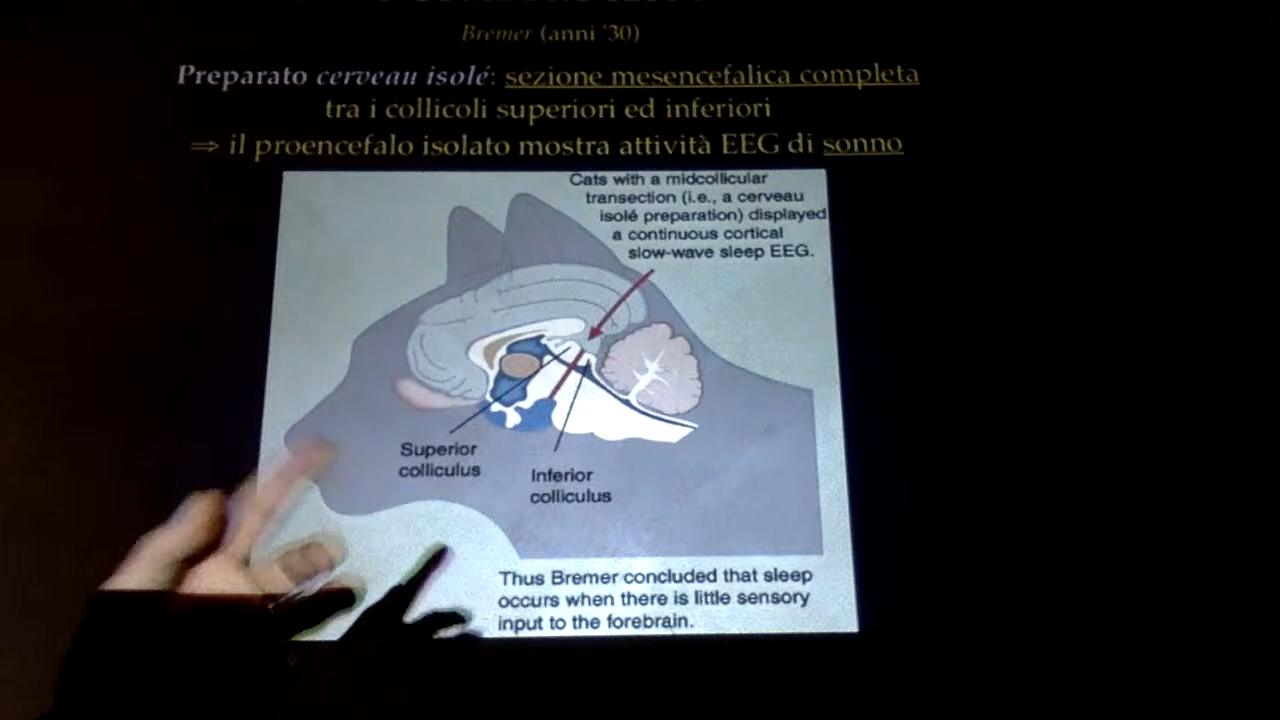 Bremer (anni '30)
Preparato cerveau isolé: sezione mesencefalica completa
tra i collicoli superiori ed inferiori
⇒ il proencefalo isolato mostra attività EEG di sonno
Cats with a midcollicular
transection (i.e., a cerveau
isolé preparation) displayed
a continuous cortical
slow-wave sleep EEG.
Superior
colliculus
Inferior
colliculus
Thus Bremer concluded that sleep
occurs when there is little sensory
input to the forebrain.